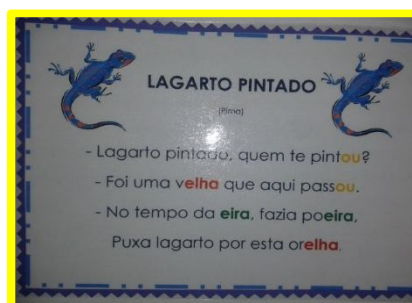 LAGARTO PINTADO
(Rima)
- Lagarto pintado, quem te pintou?
- Foi uma velha que aqui passou.
- No tempo da eira, fazia poeira,
Puxa lagarto por esta orelha.